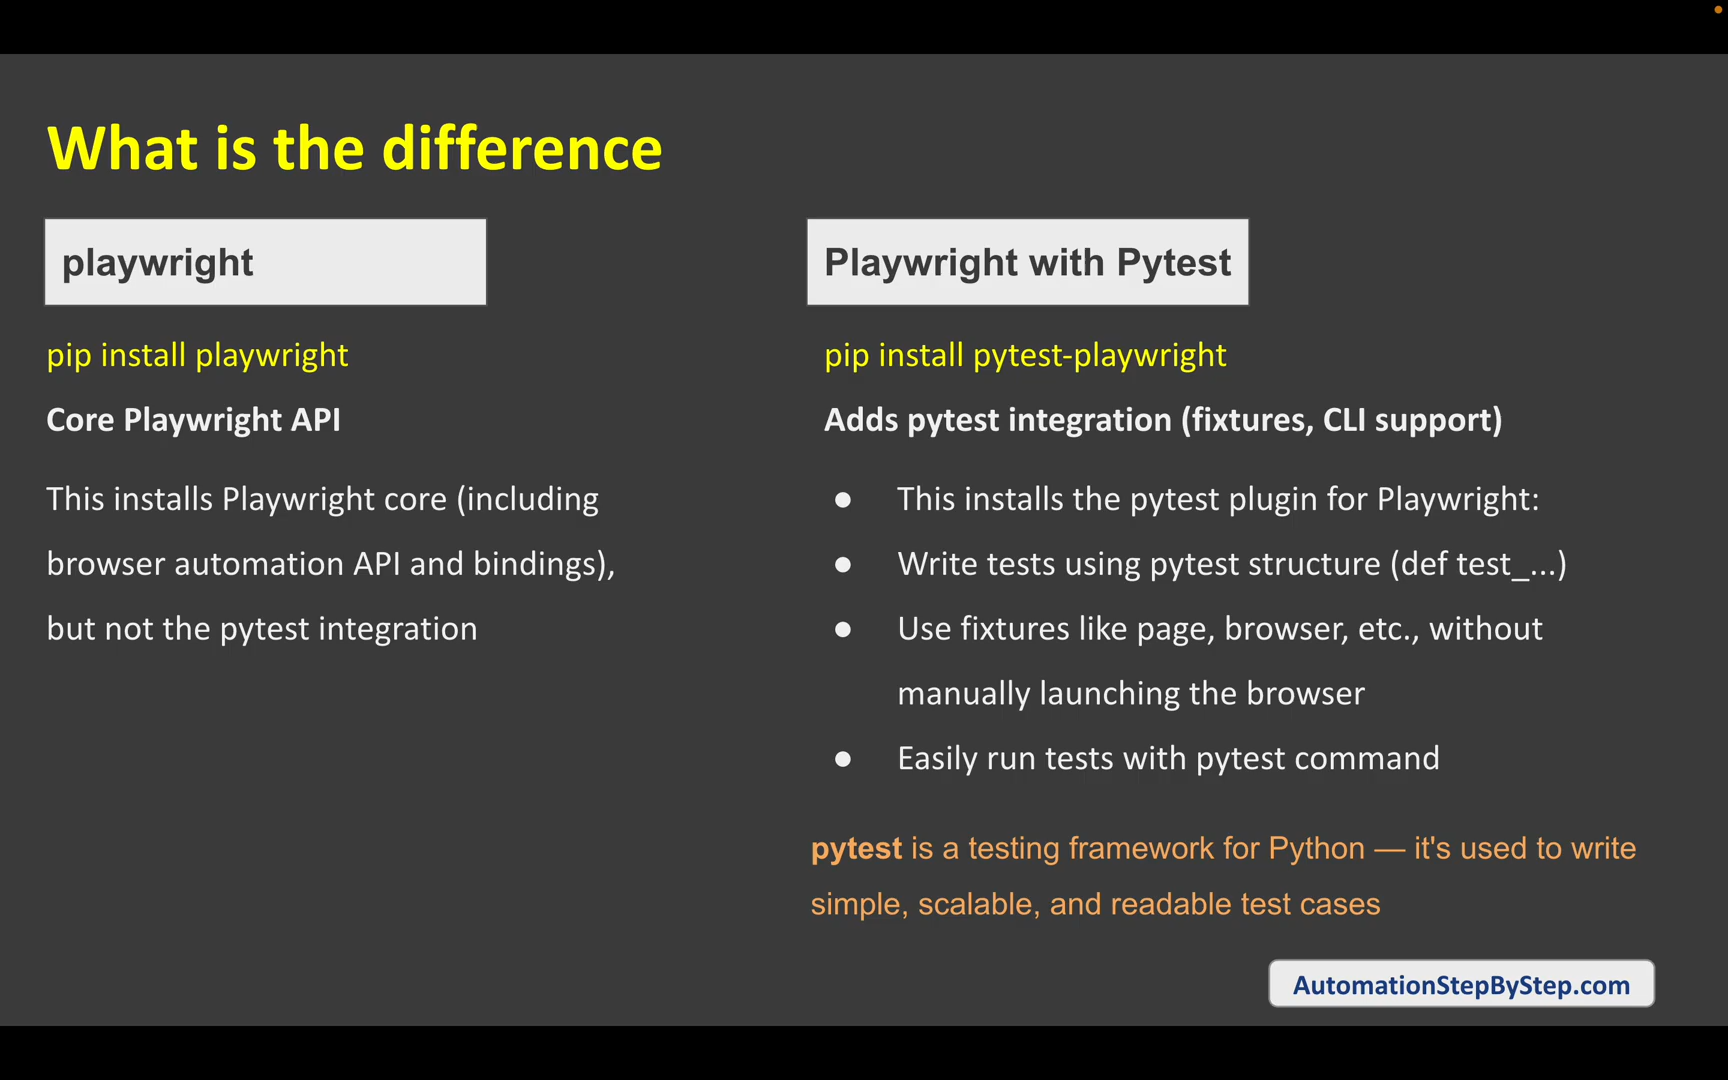 What is the difference
playwright
pip install playwright
Core Playwright API
This installs Playwright core (including
browser automation API and bindings),
but not the pytest integration
Playwright with Pytest
pip install pytest-playwright
Adds pytest integration (fixtures, CLI support)
● This installs the pytest plugin for Playwright:
● Write tests using pytest structure (def test_...)
● Use fixtures like page, browser, etc., without
manually launching the browser
● Easily run tests with pytest command
pytest is a testing framework for Python — it's used to write
simple, scalable, and readable test cases
AutomationStepByStep.com